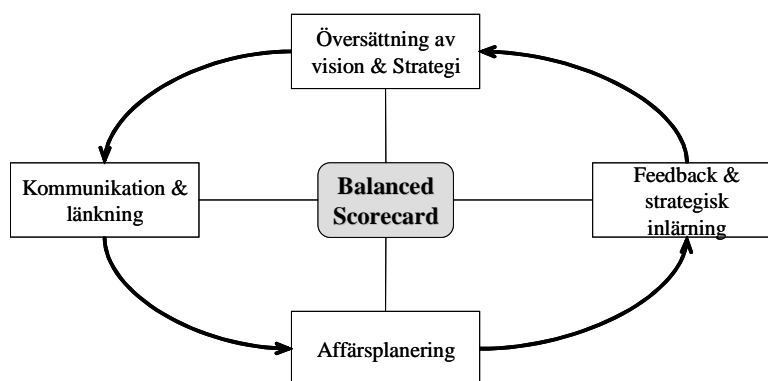 Översättning av
vision & Strategi
Kommunikation &
länkning
Balanced
Scorecard
Feedback &
strategisk
inlärning
Affärsplanering